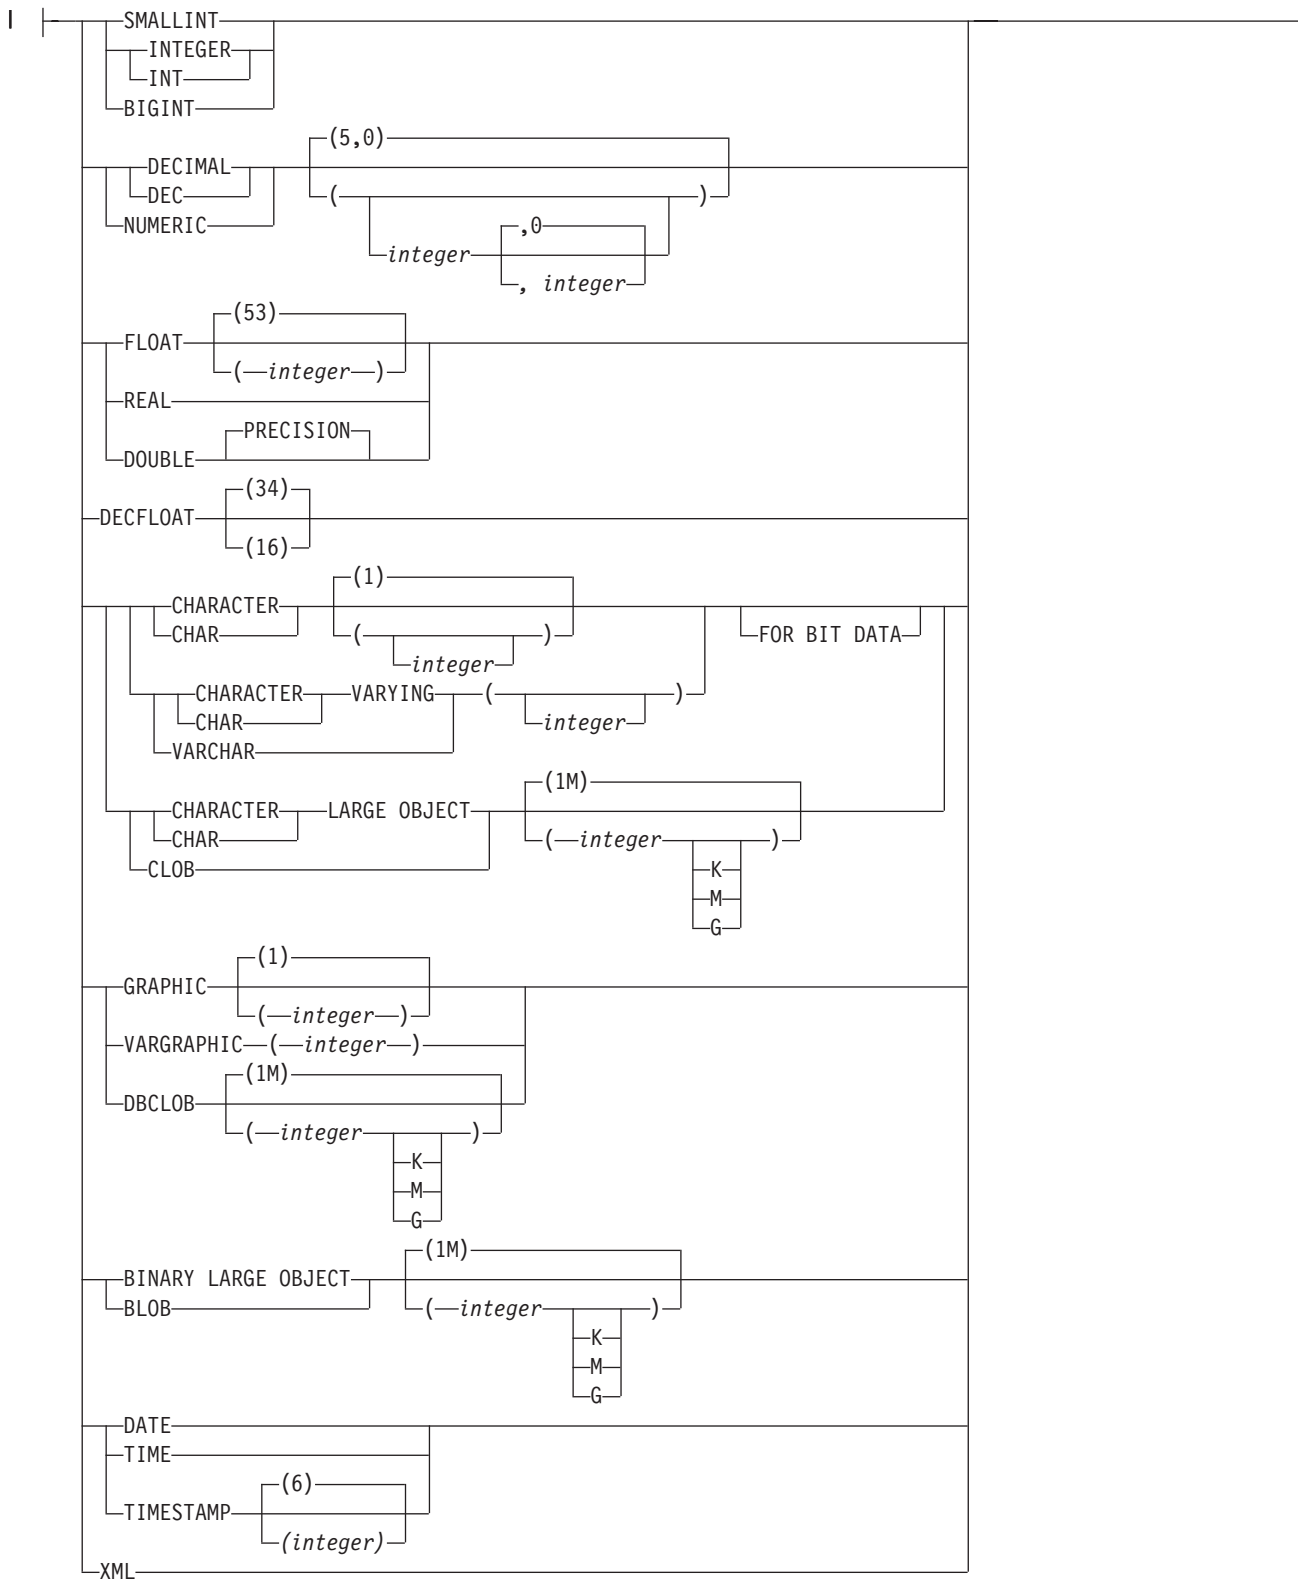 SMALLINT
INTEGER
INT
BIGINT
(5,0)
DECIMAL
DEC ( )
NUMERIC ,0
integer
, integer
(53)
FLOAT
( integer )
REAL
PRECISION
DOUBLE
(34)
DECFLOAT
(16)
(1)
CHARACTER
CHAR ( ) FOR BIT DATA
integer
CHARACTER VARYING ( )
CHAR integer
VARCHAR
(1M)
CHARACTER LARGE OBJECT
CHAR ( integer )
CLOB K
M
G
(1)
GRAPHIC
( integer )
VARGRAPHIC ( integer )
(1M)
DBCLOB
( integer )
K
M
G
(1M)
BINARY LARGE OBJECT
BLOB ( integer )
K
M
G
DATE
TIME
(6)
TIMESTAMP
(integer)
XML